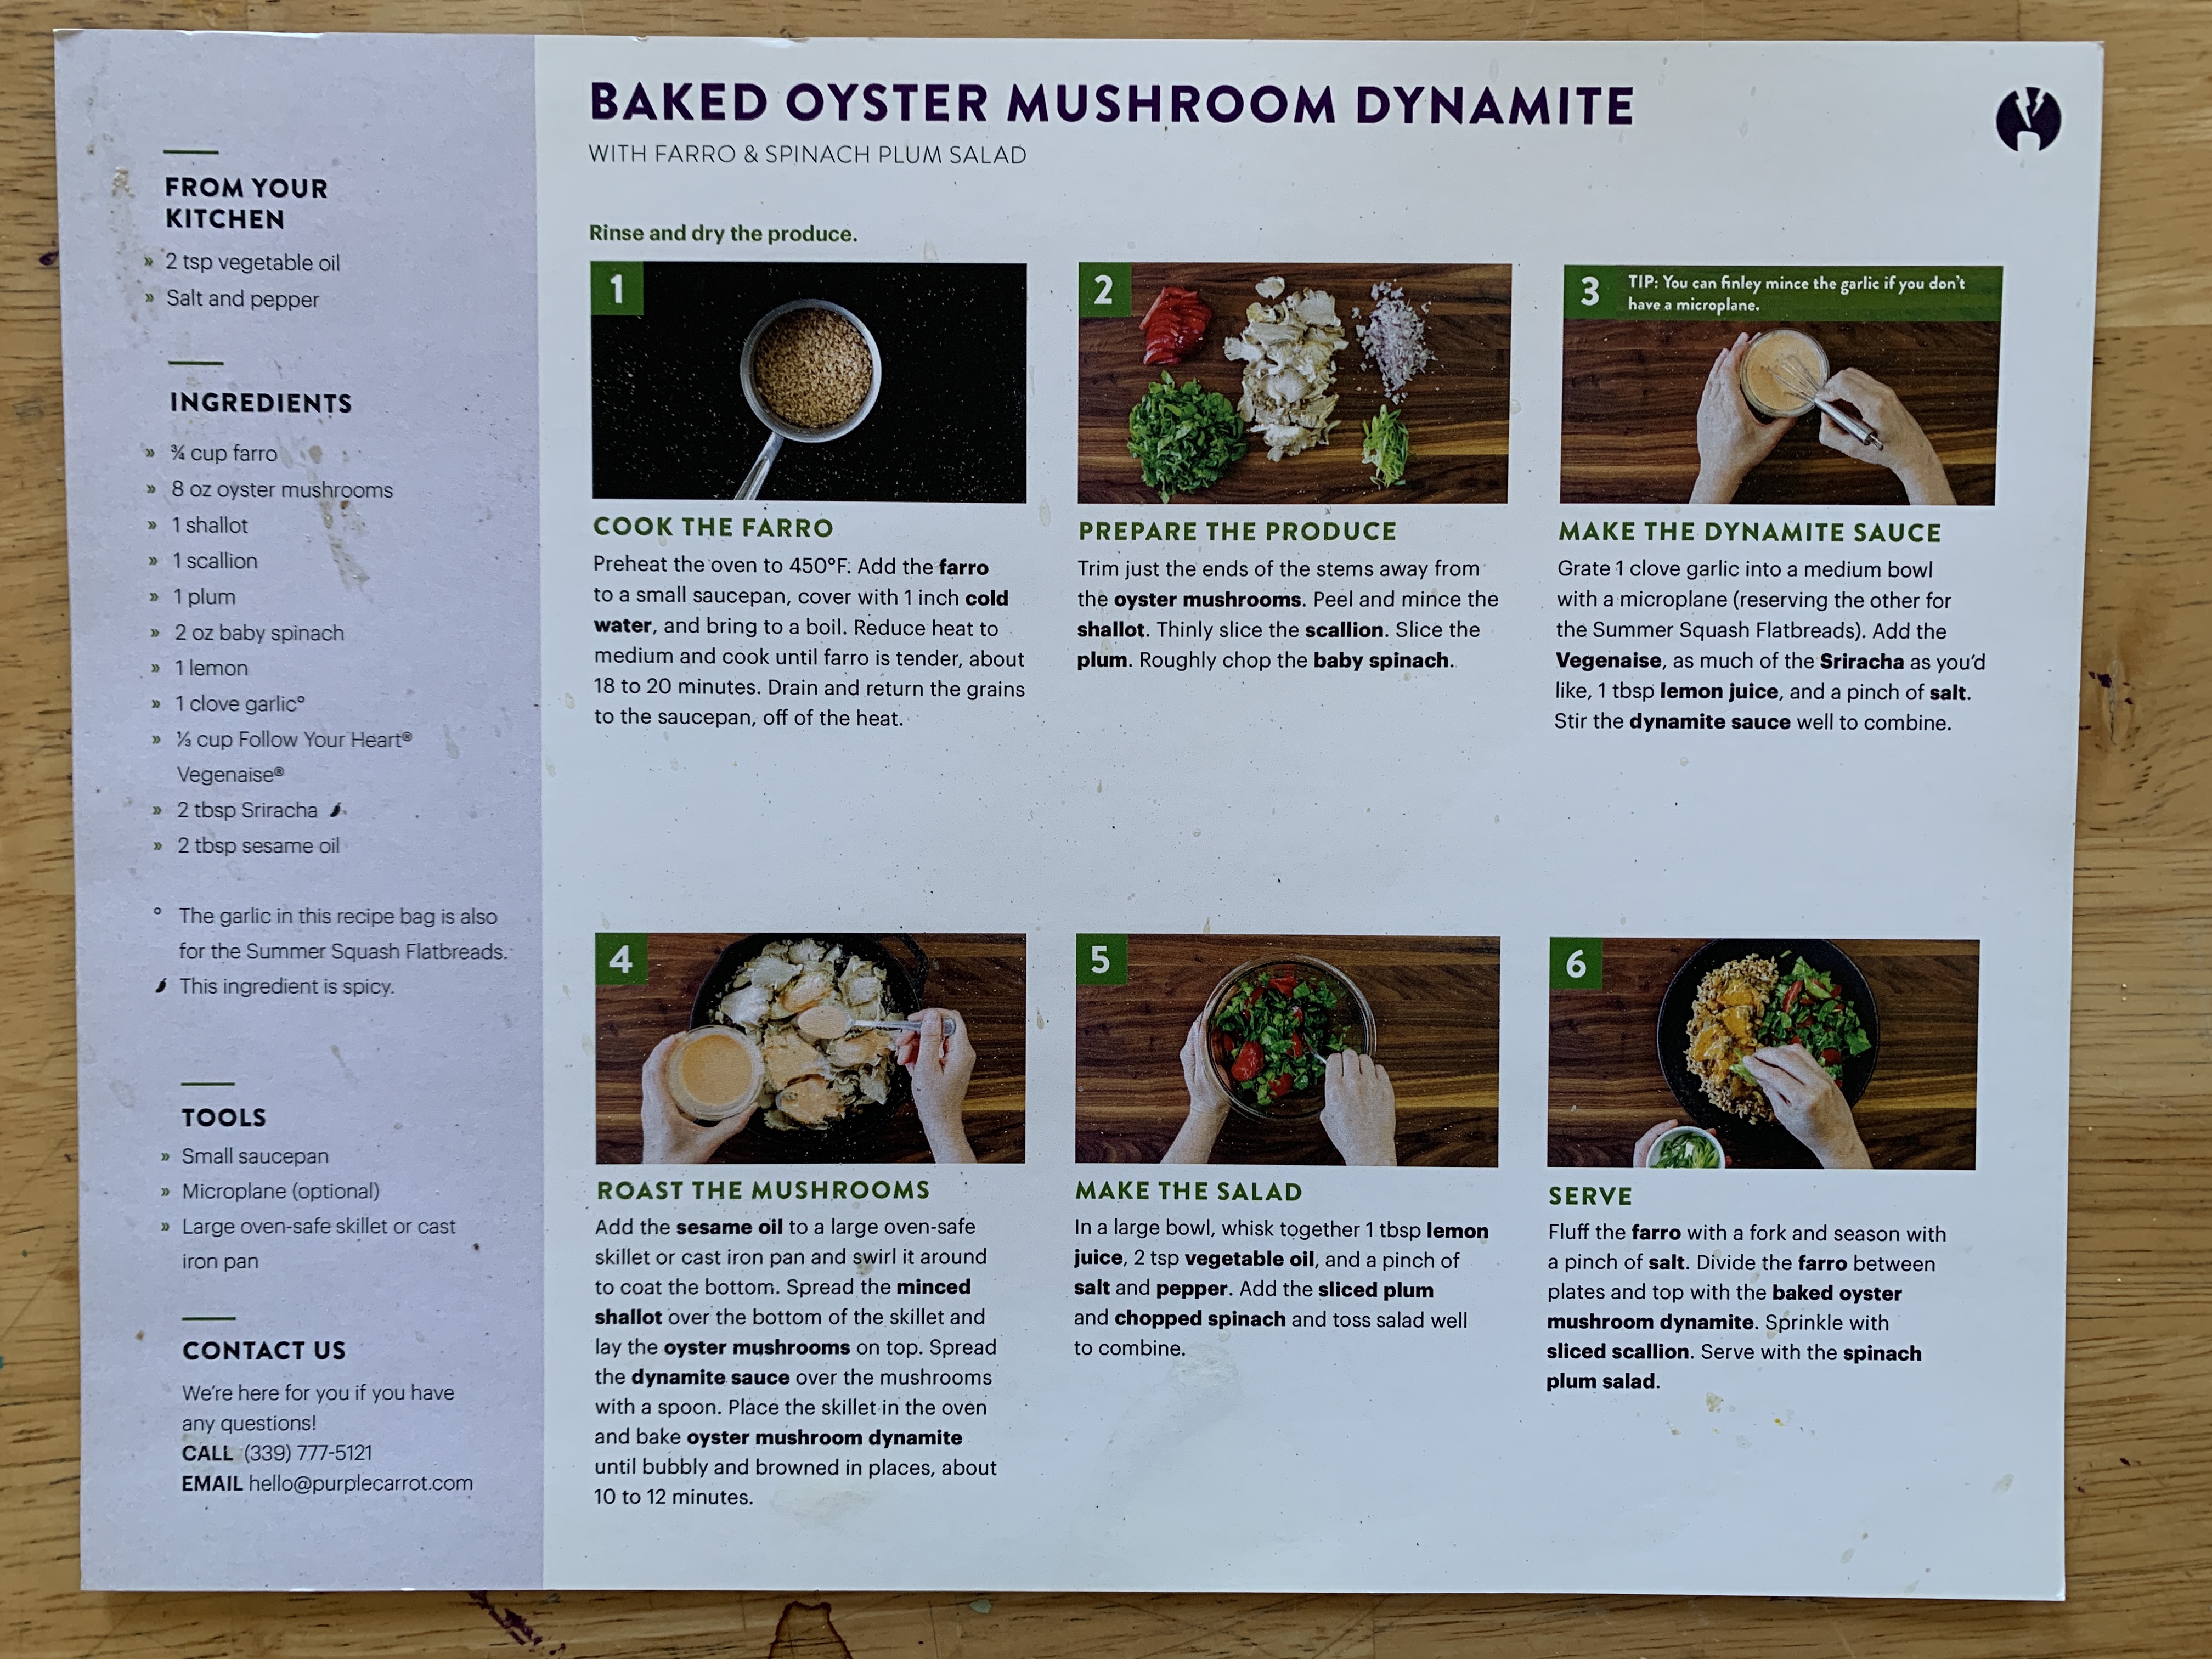 BAKED OYSTER MUSHROOM DYNAMITE
WITH FARRO & SPINACH PLUM SALAD
FROM YOUR
KITCHEN
» 2 tsp vegetable oil
» Salt and pepper
INGREDIENTS
» ¾ cup farro
» 8 oz oyster mushrooms
» 1 shallot
» 1 scallion
» 1 plum
» 2 oz baby spinach
» 1 lemon
» 1 clove garlic°
» ⅓ cup Follow Your Heart®
Vegenaise®
» 2 tbsp Sriracha
» 2 tbsp sesame oil
° The garlic in this recipe bag is also
for the Summer Squash Flatbreads.
This ingredient is spicy.
TOOLS
» Small saucepan
» Microplane (optional)
» Large oven-safe skillet or cast
iron pan
CONTACT US
We're here for you if you have
any questions!
CALL (339) 777-5121
EMAIL hello@purplecarrot.com
Rinse and dry the produce.
1
COOK THE FARRO
Preheat the oven to 450°F. Add the farro
to a small saucepan, cover with 1 inch cold
water, and bring to a boil. Reduce heat to
medium and cook until farro is tender, about
18 to 20 minutes. Drain and return the grains
to the saucepan, off of the heat.
2
PREPARE THE PRODUCE
Trim just the ends of the stems away from
the oyster mushrooms. Peel and mince the
shallot. Thinly slice the scallion. Slice the
plum. Roughly chop the baby spinach.
3
TIP: You can finley mince the garlic if you don't
have a microplane.
MAKE THE DYNAMITE SAUCE
Grate 1 clove garlic into a medium bowl
with a microplane (reserving the other for
the Summer Squash Flatbreads). Add the
Vegenaise, as much of the Sriracha as you'd
like, 1 tbsp lemon juice, and a pinch of salt.
Stir the dynamite sauce well to combine.
4
ROAST THE MUSHROOMS
Add the sesame oil to a large oven-safe
skillet or cast iron pan and swirl it around
to coat the bottom. Spread the minced
shallot over the bottom of the skillet and
lay the oyster mushrooms on top. Spread
the dynamite sauce over the mushrooms
with a spoon. Place the skillet in the oven
and bake oyster mushroom dynamite
until bubbly and browned in places, about
10 to 12 minutes.
5
MAKE THE SALAD
In a large bowl, whisk together 1 tbsp lemon
juice, 2 tsp vegetable oil, and a pinch of
salt and pepper. Add the sliced plum
and chopped spinach and toss salad well
to combine.
6
SERVE
Fluff the farro with a fork and season with
a pinch of salt. Divide the farro between
plates and top with the baked oyster
mushroom dynamite. Sprinkle with
sliced scallion. Serve with the spinach
plum salad.